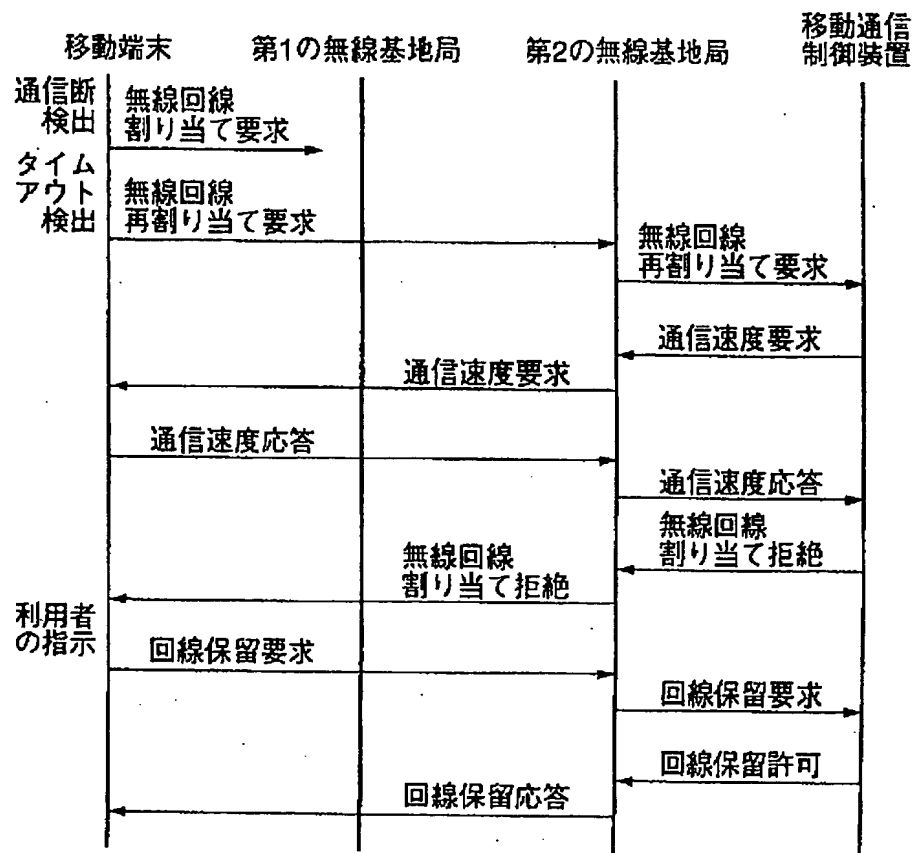 移動端末
第1の無線基地局
第2の無線基地局
移動通信
制御装置
通信断
検出
無線回線
割り当て要求
タイム
アウト
検出
無線回線
再割り当て要求
無線回線
再割り当て要求
通信速度要求
通信速度要求
通信速度応答
通信速度応答
無線回線
割り当て拒絶
無線回線
割り当て拒絶
利用者
の指示
回線保留要求
回線保留要求
回線保留許可
回線保留応答